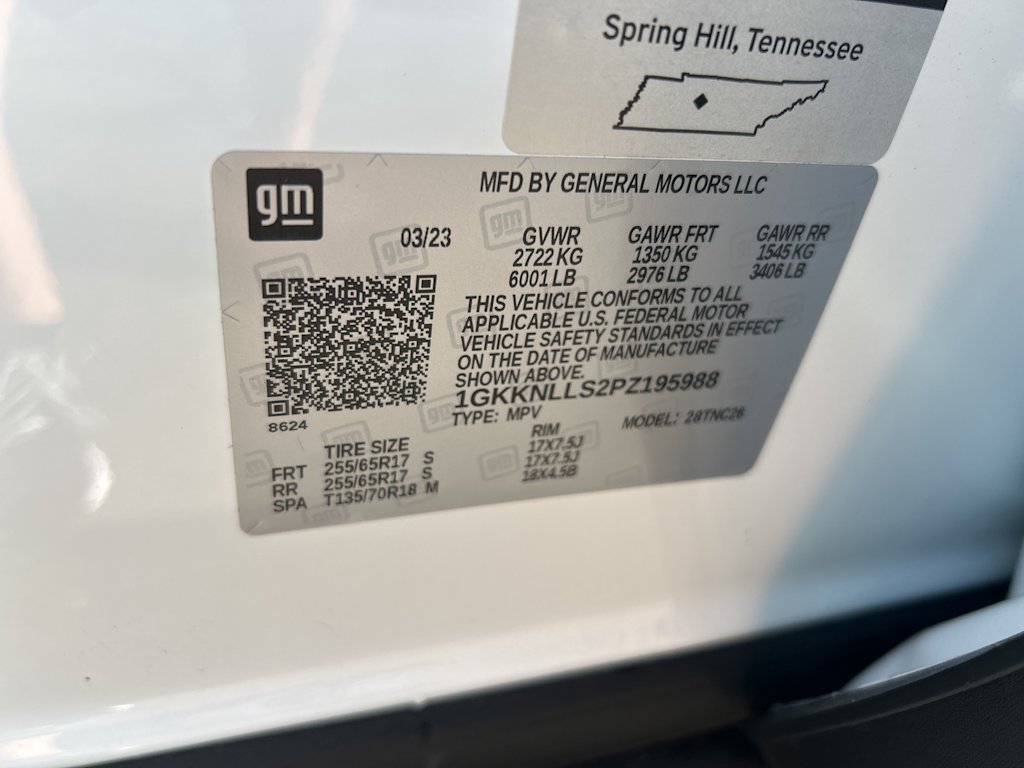 Spring Hill, Tennessee
gm
MFD BY GENERAL MOTORS LLC
03/23
GVWR GAWR FRT GAWR RR
2722 KG 1350 KG 1545 KG
6001 LB 2976 LB 3406 LB
THIS VEHICLE CONFORMS TO ALL
APPLICABLE U.S. FEDERAL MOTOR
VEHICLE SAFETY STANDARDS IN EFFECT
ON THE DATE OF MANUFACTURE
SHOWN ABOVE.
1GKKNLLS2PZ195988
TYPE: MPV MODEL: 28TNC26
8624
TIRE SIZE RIM
FRT 255/65R17 S 17X7.5J
RR 255/65R17 S 17X7.5J
SPA T135/70R18 M 18X4.5B